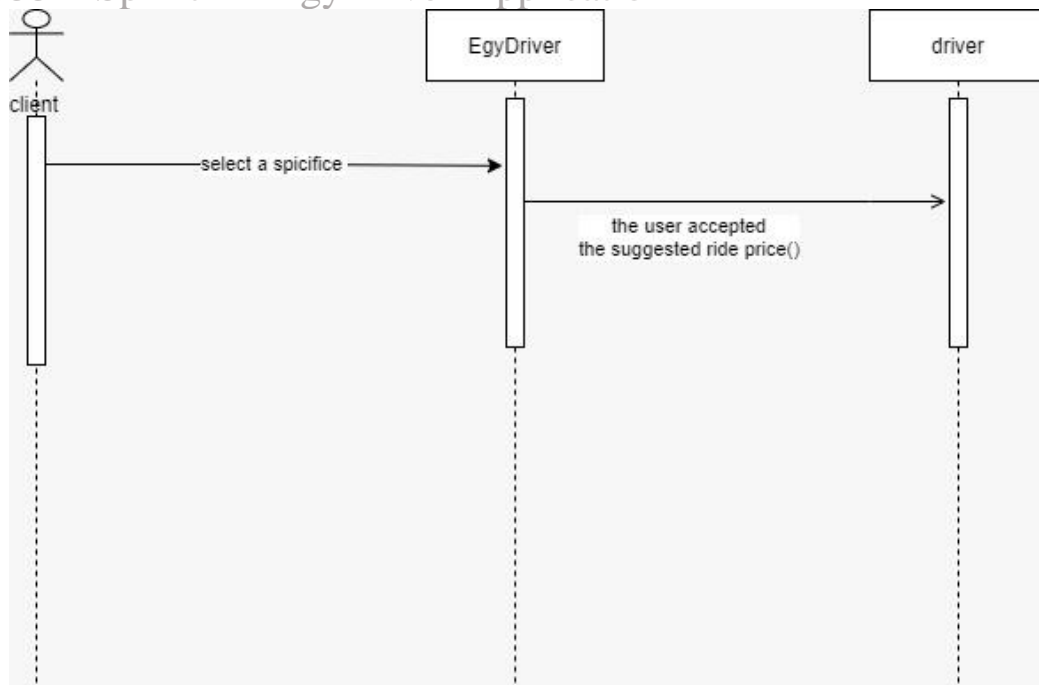 EgyDriver
driver
client
select a spicifice
the user accepted
the suggested ride price()